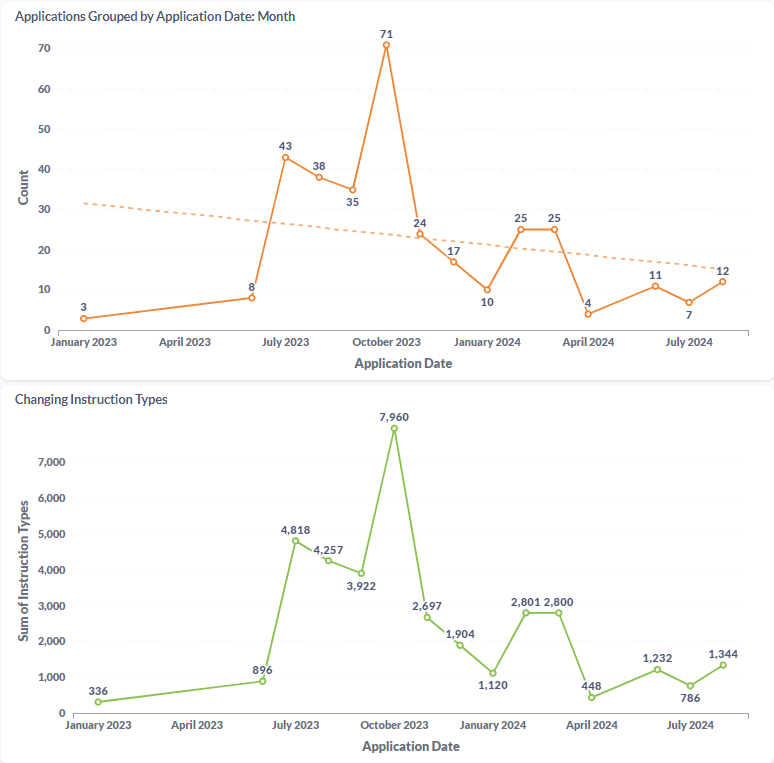 Applications Grouped by Application Date: Month
71
70
60
50
43
40
38
35
30
24
25
25
20
17
10
10
8
11
12
7
4
3
0
Count
January 2023
April 2023
July 2023
October 2023
January 2024
April 2024
July 2024
Application Date
Changing Instruction Types
7,960
7,000
6,000
5,000
4,818
4,257
4,000
3,922
3,000
2,697
2,801
2,800
2,000
1,904
1,232
1,344
1,000
896
1,120
786
448
336
0
Sum of Instruction Types
January 2023
April 2023
July 2023
October 2023
January 2024
April 2024
July 2024
Application Date